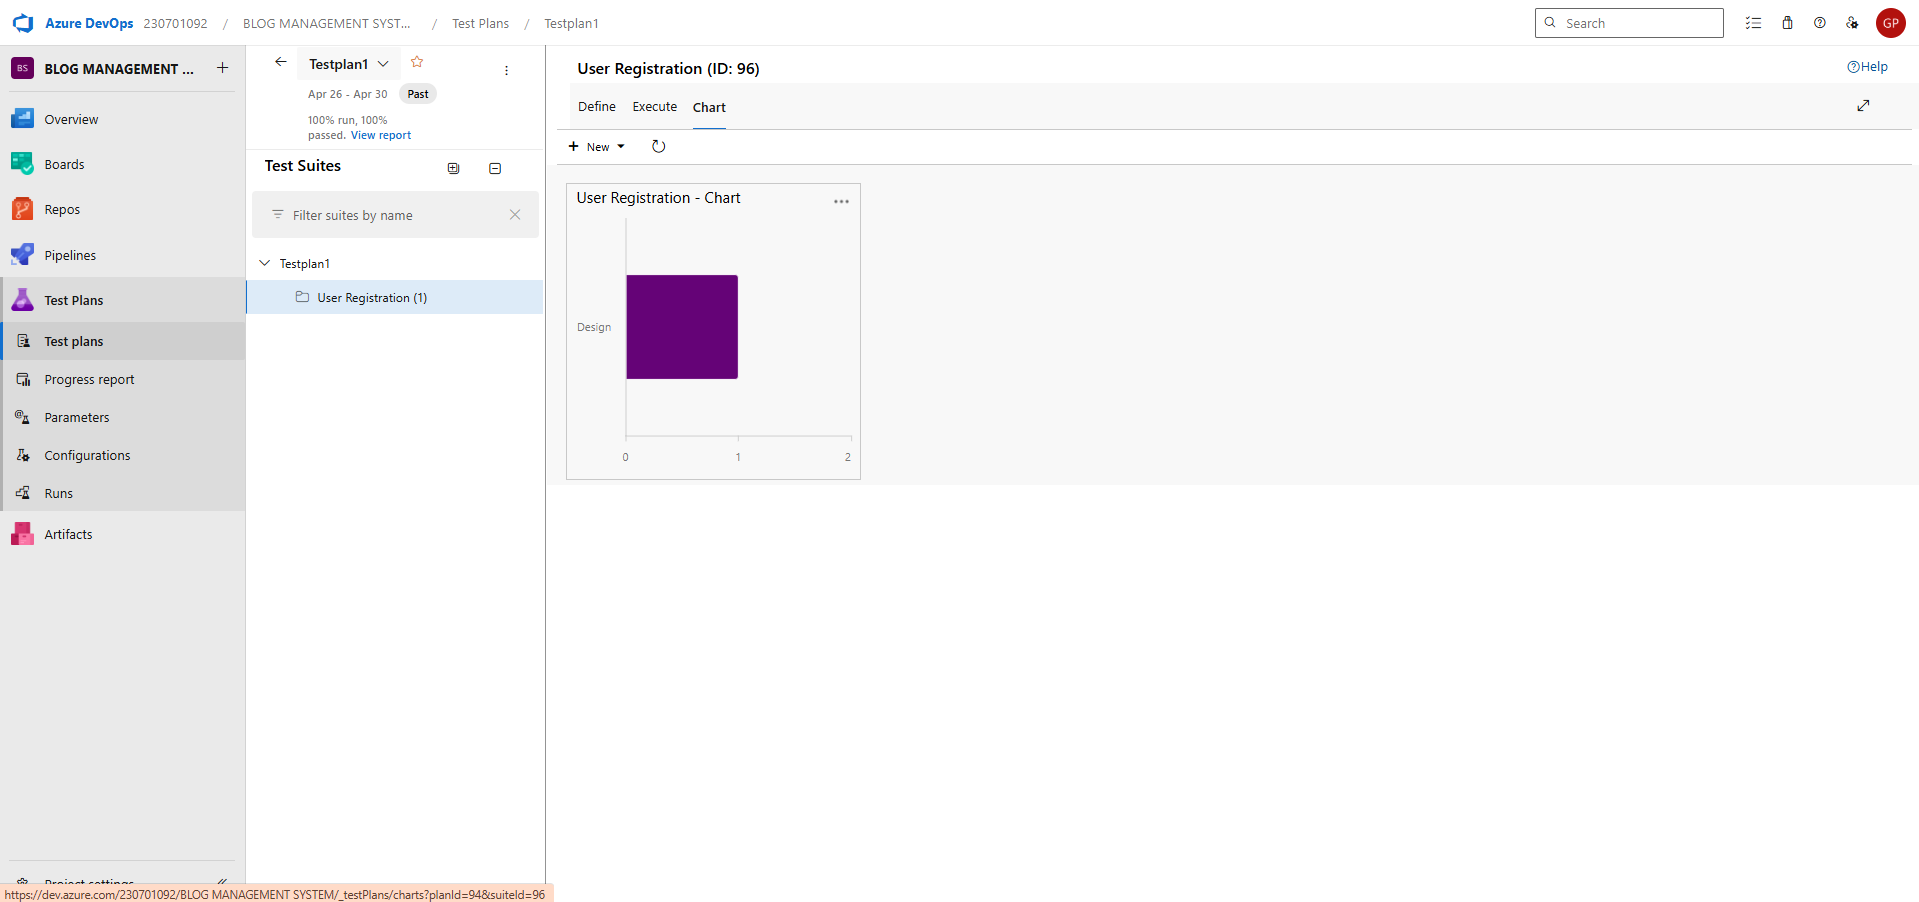 Azure DevOps 230701092 / BLOG MANAGEMENT SYST... / Test Plans / Testplan1
Search
GP
BS BLOG MANAGEMENT ... +
Overview
Boards
Repos
Pipelines
Test Plans
Test plans
Progress report
Parameters
Configurations
Runs
Artifacts
Project settings
Testplan1
Apr 26 - Apr 30 Past
100% run, 100%
passed. View report
Test Suites
Filter suites by name
Testplan1
User Registration (1)
User Registration (ID: 96)
Help
Define Execute Chart
+ New
User Registration - Chart
Design
0 1 2
https://dev.azure.com/230701092/BLOG MANAGEMENT SYSTEM/_testPlans/charts?planId=94&suiteId=96